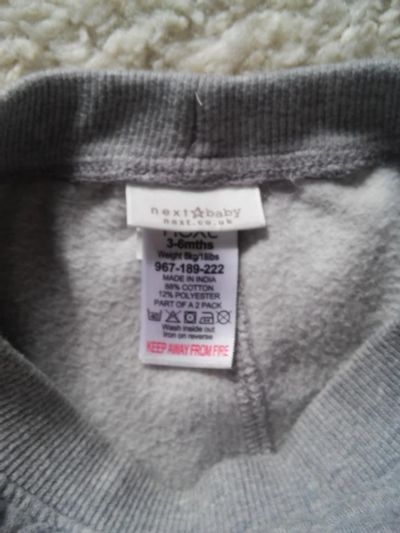 next☆baby
next.co.uk
next
3-6mths
Weight 8kg/18lbs
967-189-222
MADE IN INDIA
88% COTTON
12% POLYESTER
PART OF A 2 PACK
Wash inside out
Iron on reverse
KEEP AWAY FROM FIRE